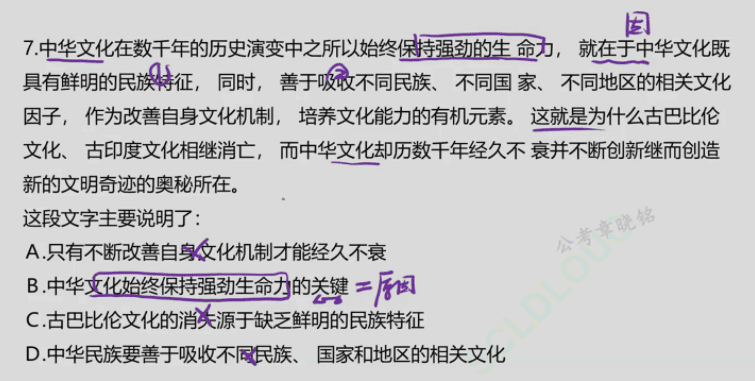 因
7.中华文化在数千年的历史演变中之所以始终保持强劲的生 命力， 就在于中华文化既
① ②
具有鲜明的民族特征， 同时， 善于吸收不同民族、 不同国 家、 不同地区的相关文化
因子， 作为改善自身文化机制， 培养文化能力的有机元素。 这就是为什么古巴比伦
文化、 古印度文化相继消亡， 而中华文化却历数千年经久不 衰并不断创新继而创造
新的文明奇迹的奥秘所在。
这段文字主要说明了：
公考章晓铭
A.只有不断改善自身文化机制才能经久不衰
B.中华文化始终保持强劲生命力的关键 =原因
C.古巴比伦文化的消失源于缺乏鲜明的民族特征
D.中华民族要善于吸收不同民族、 国家和地区的相关文化